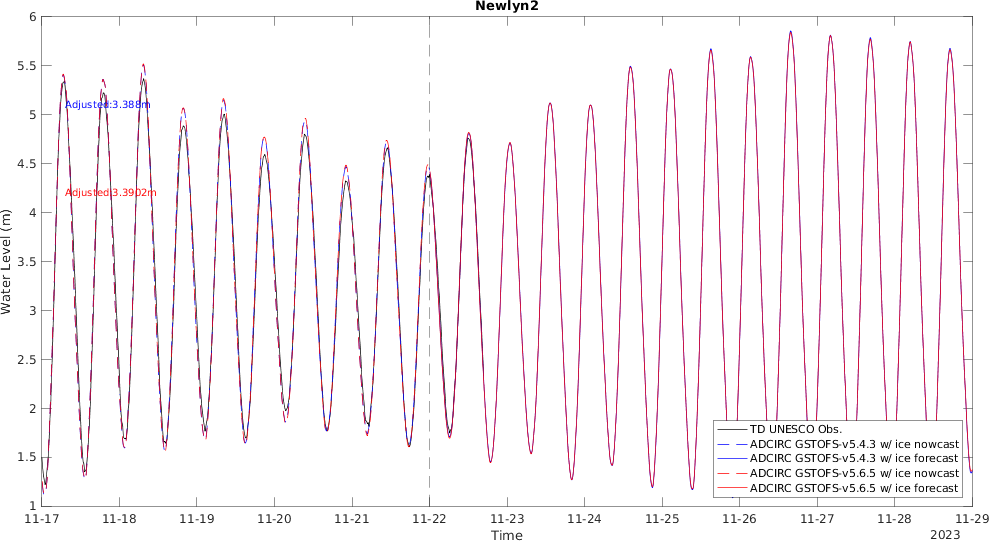 Newlyn2
6
5.5
5
4.5
4
3.5
3
2.5
2
1.5
1
Water Level (m)
Adjusted:3.388m
Adjusted:3.3902m
TD UNESCO Obs.
ADCIRC GSTOFS-v5.4.3 w/ ice nowcast
ADCIRC GSTOFS-v5.4.3 w/ ice forecast
ADCIRC GSTOFS-v5.6.5 w/ ice nowcast
ADCIRC GSTOFS-v5.6.5 w/ ice forecast
11-17 11-18 11-19 11-20 11-21 11-22 11-23 11-24 11-25 11-26 11-27 11-28 11-29
Time
2023